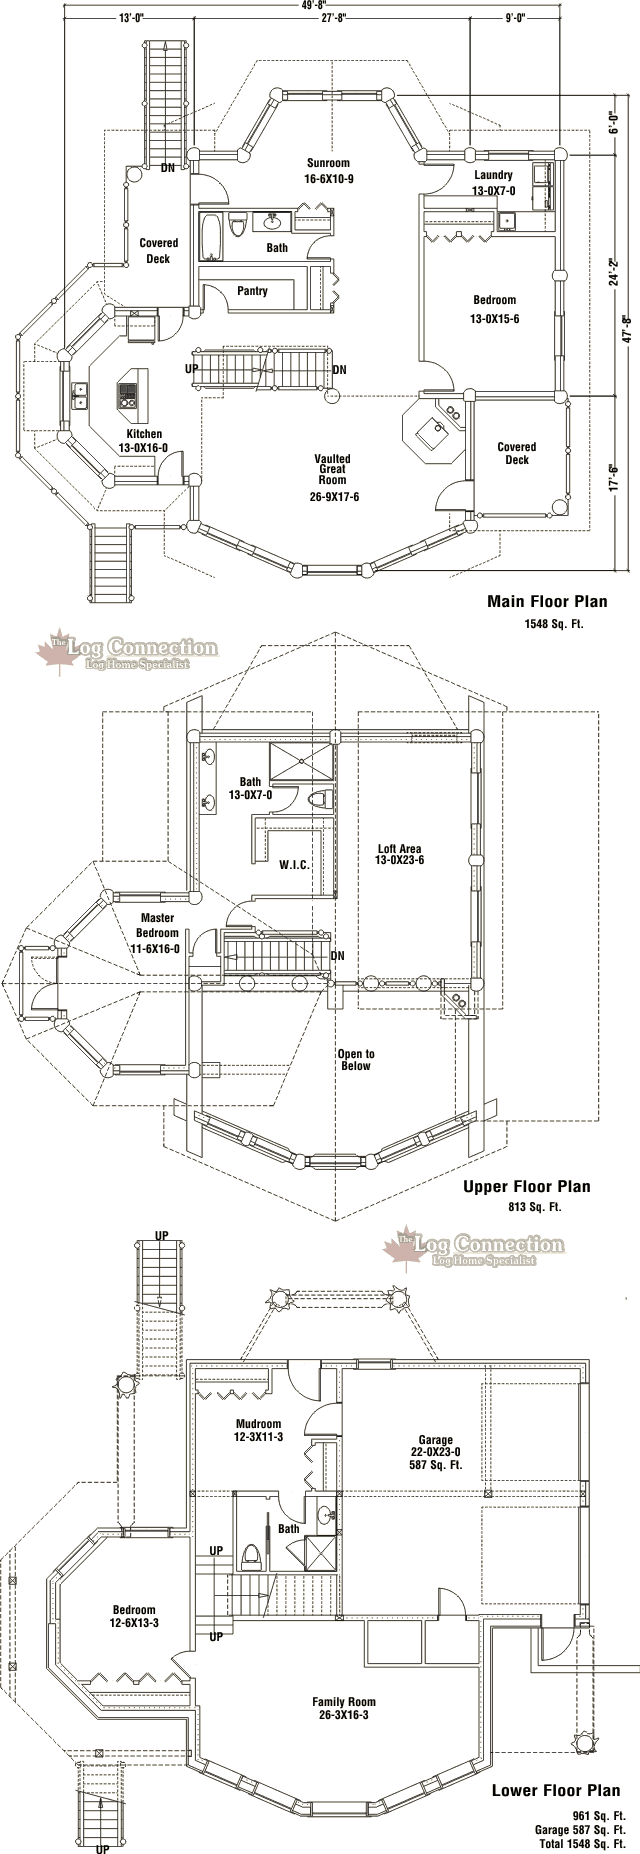 49'-8"
13'-0"
27'-8"
9'-0"
6'-0"
24'-2"
47'-8"
17'-6"
DN
Sunroom
16-6X10-9
Laundry
13-0X7-0
Covered
Deck
Bath
Pantry
Bedroom
13-0X15-6
UP
DN
Kitchen
13-0X16-0
Vaulted
Great
Room
26-9X17-6
Covered
Deck
Main Floor Plan
1548 Sq. Ft.
The Log Connection
Log Home Specialist
Bath
13-0X7-0
W.I.C.
Loft Area
13-0X23-6
Master
Bedroom
11-6X16-0
DN
Open to
Below
Upper Floor Plan
813 Sq. Ft.
The Log Connection
Log Home Specialist
UP
Mudroom
12-3X11-3
Garage
22-0X23-0
587 Sq. Ft.
Bath
UP
Bedroom
12-6X13-3
UP
Family Room
26-3X16-3
UP
Lower Floor Plan
961 Sq. Ft.
Garage 587 Sq. Ft.
Total 1548 Sq. Ft.